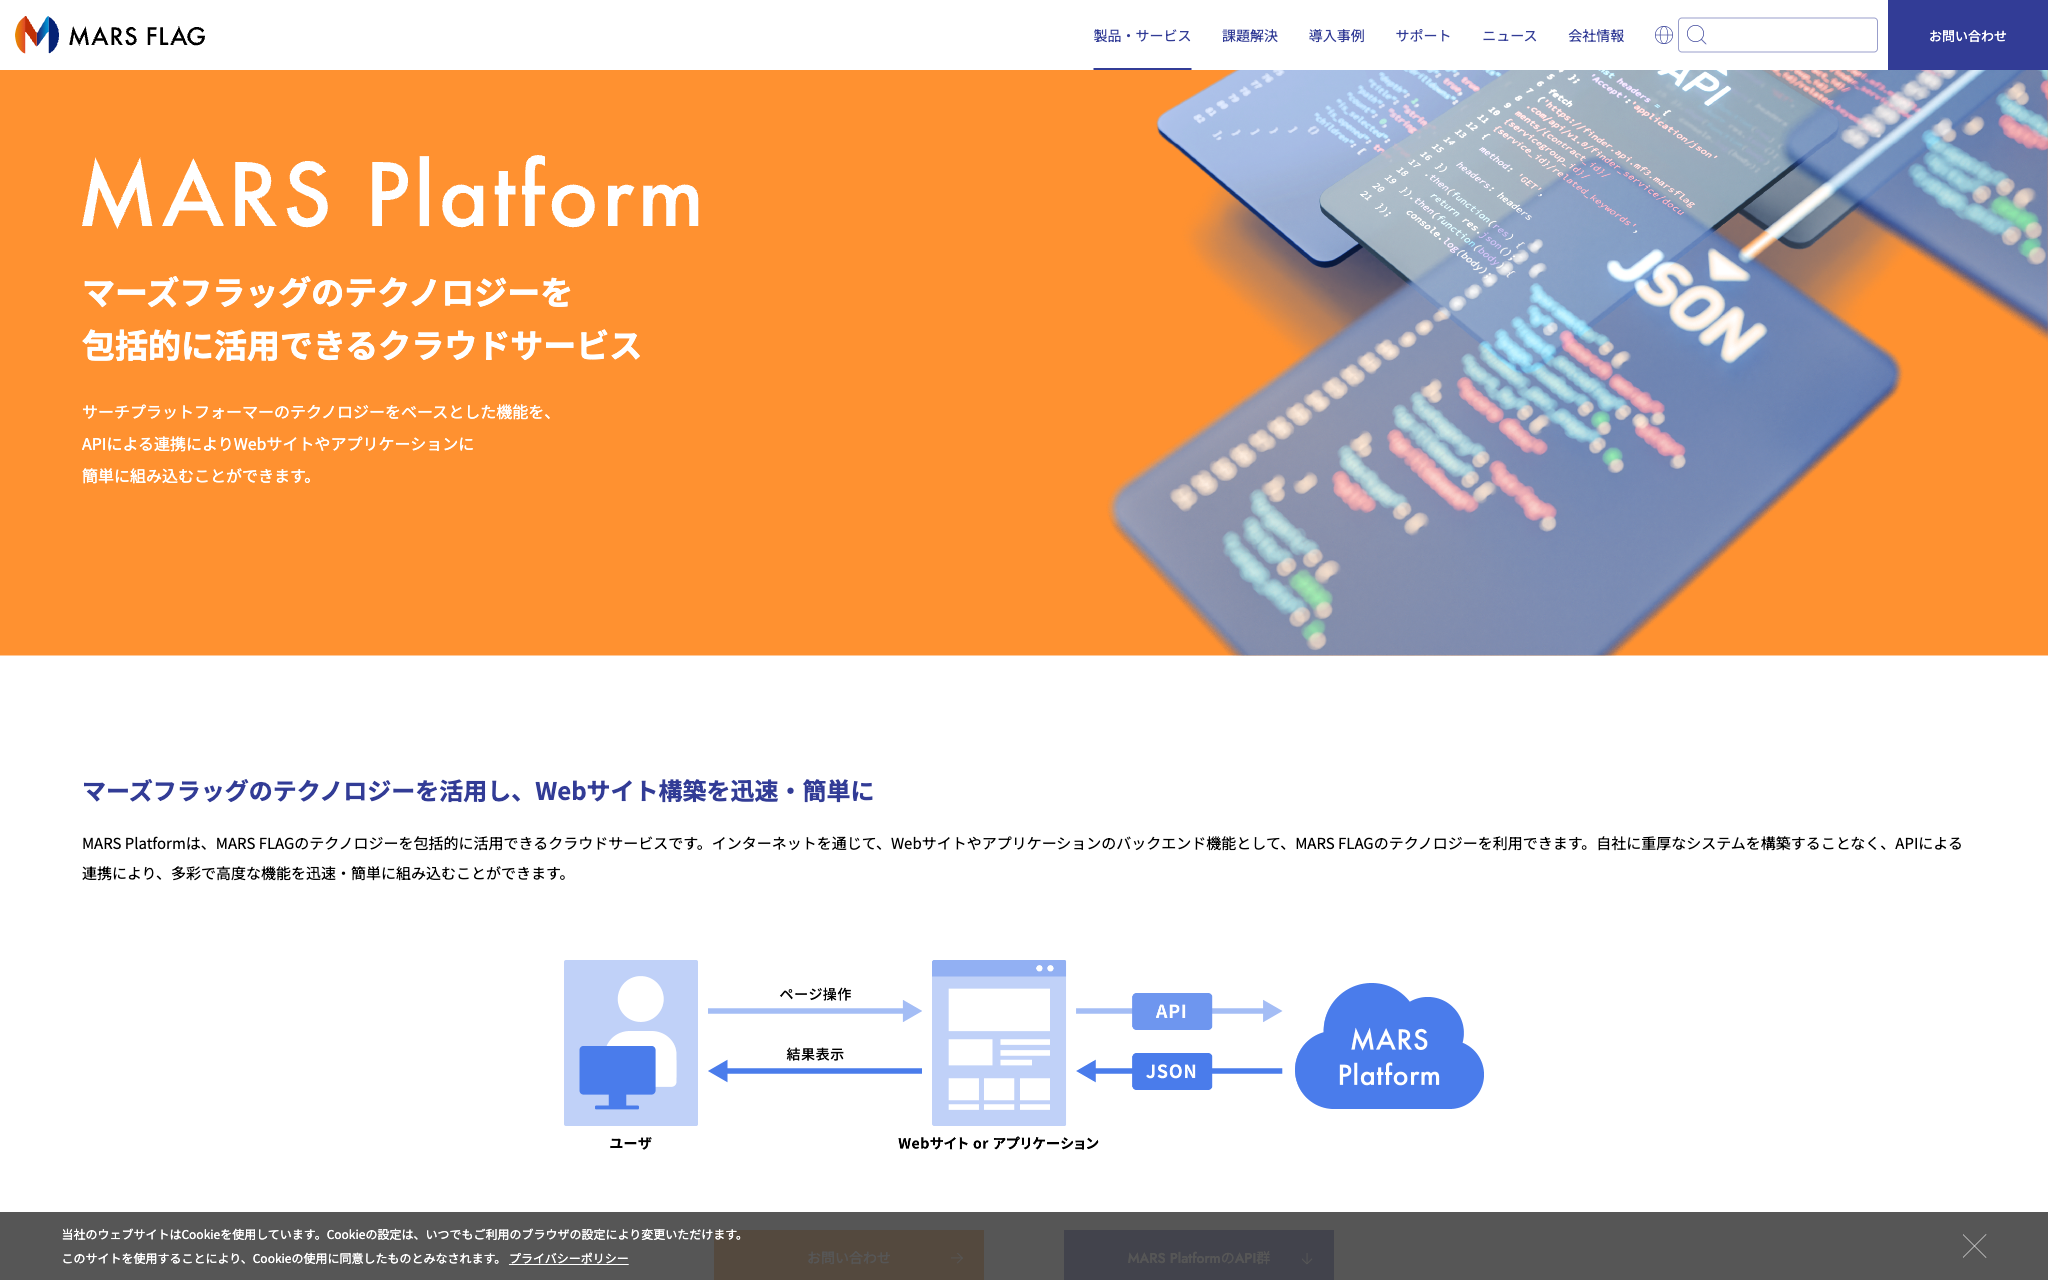 MARS FLAG
製品・サービス 課題解決 導入事例 サポート ニュース 会社情報 お問い合わせ
MARS Platform
マーズフラッグのテクノロジーを
包括的に活用できるクラウドサービス
サーチプラットフォーマーのテクノロジーをベースとした機能を、
APIによる連携によりWebサイトやアプリケーションに
簡単に組み込むことができます。
API
JSON
マーズフラッグのテクノロジーを活用し、Webサイト構築を迅速・簡単に
MARS Platformは、MARS FLAGのテクノロジーを包括的に活用できるクラウドサービスです。インターネットを通じて、Webサイトやアプリケーションのバックエンド機能として、MARS FLAGのテクノロジーを利用できます。自社に重厚なシステムを構築することなく、APIによる
連携により、多彩で高度な機能を迅速・簡単に組み込むことができます。
ページ操作
結果表示
API
JSON
MARS
Platform
ユーザ
Webサイト or アプリケーション
当社のウェブサイトはCookieを使用しています。Cookieの設定は、いつでもご利用のブラウザの設定により変更いただけます。
このサイトを使用することにより、Cookieの使用に同意したものとみなされます。 プライバシーポリシー
お問い合わせ
MARS PlatformのAPI群